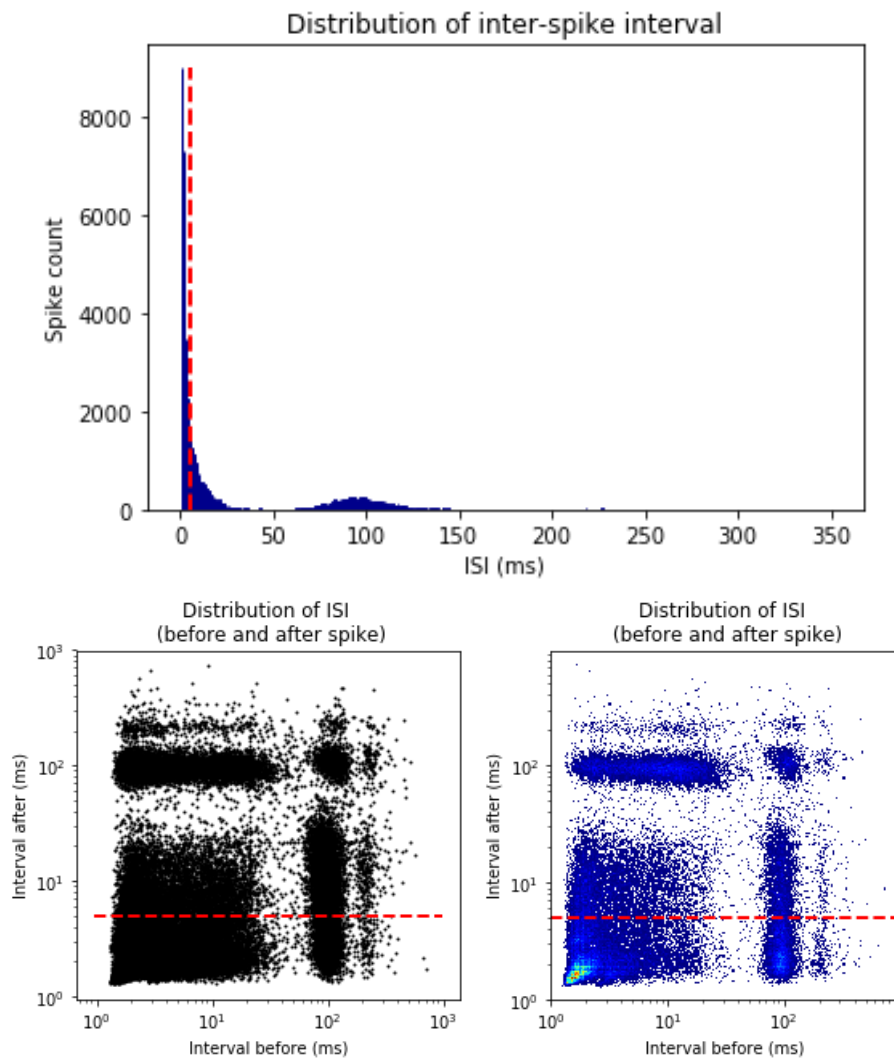 Distribution of inter-spike interval
8000
6000
4000
2000
0
Spike count
0 50 100 150 200 250 300 350
ISI (ms)
Distribution of ISI
(before and after spike)
10³
10²
10¹
10⁰
Interval after (ms)
10⁰ 10¹ 10² 10³
Interval before (ms)
Distribution of ISI
(before and after spike)
10²
10¹
10⁰
Interval after (ms)
10⁰ 10¹ 10²
Interval before (ms)